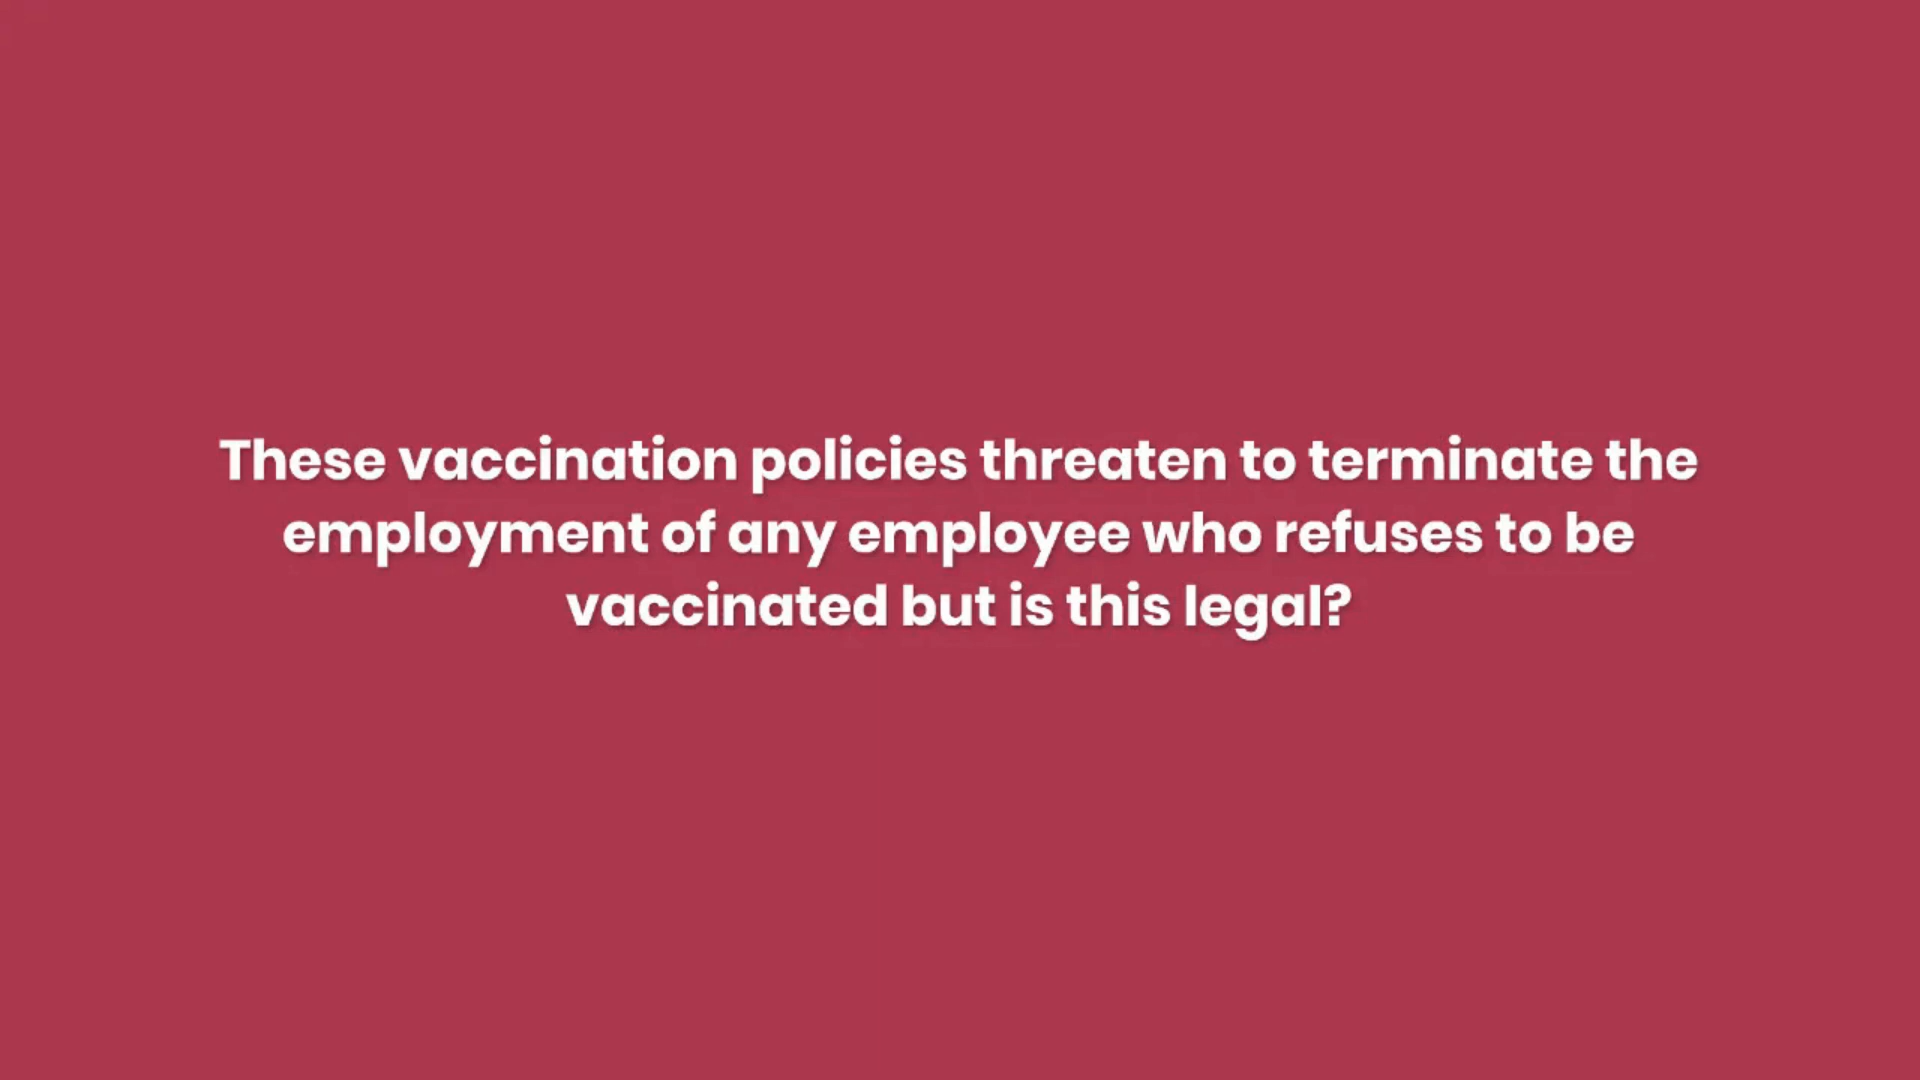 These vaccination policies threaten to terminate the
employment of any employee who refuses to be
vaccinated but is this legal?